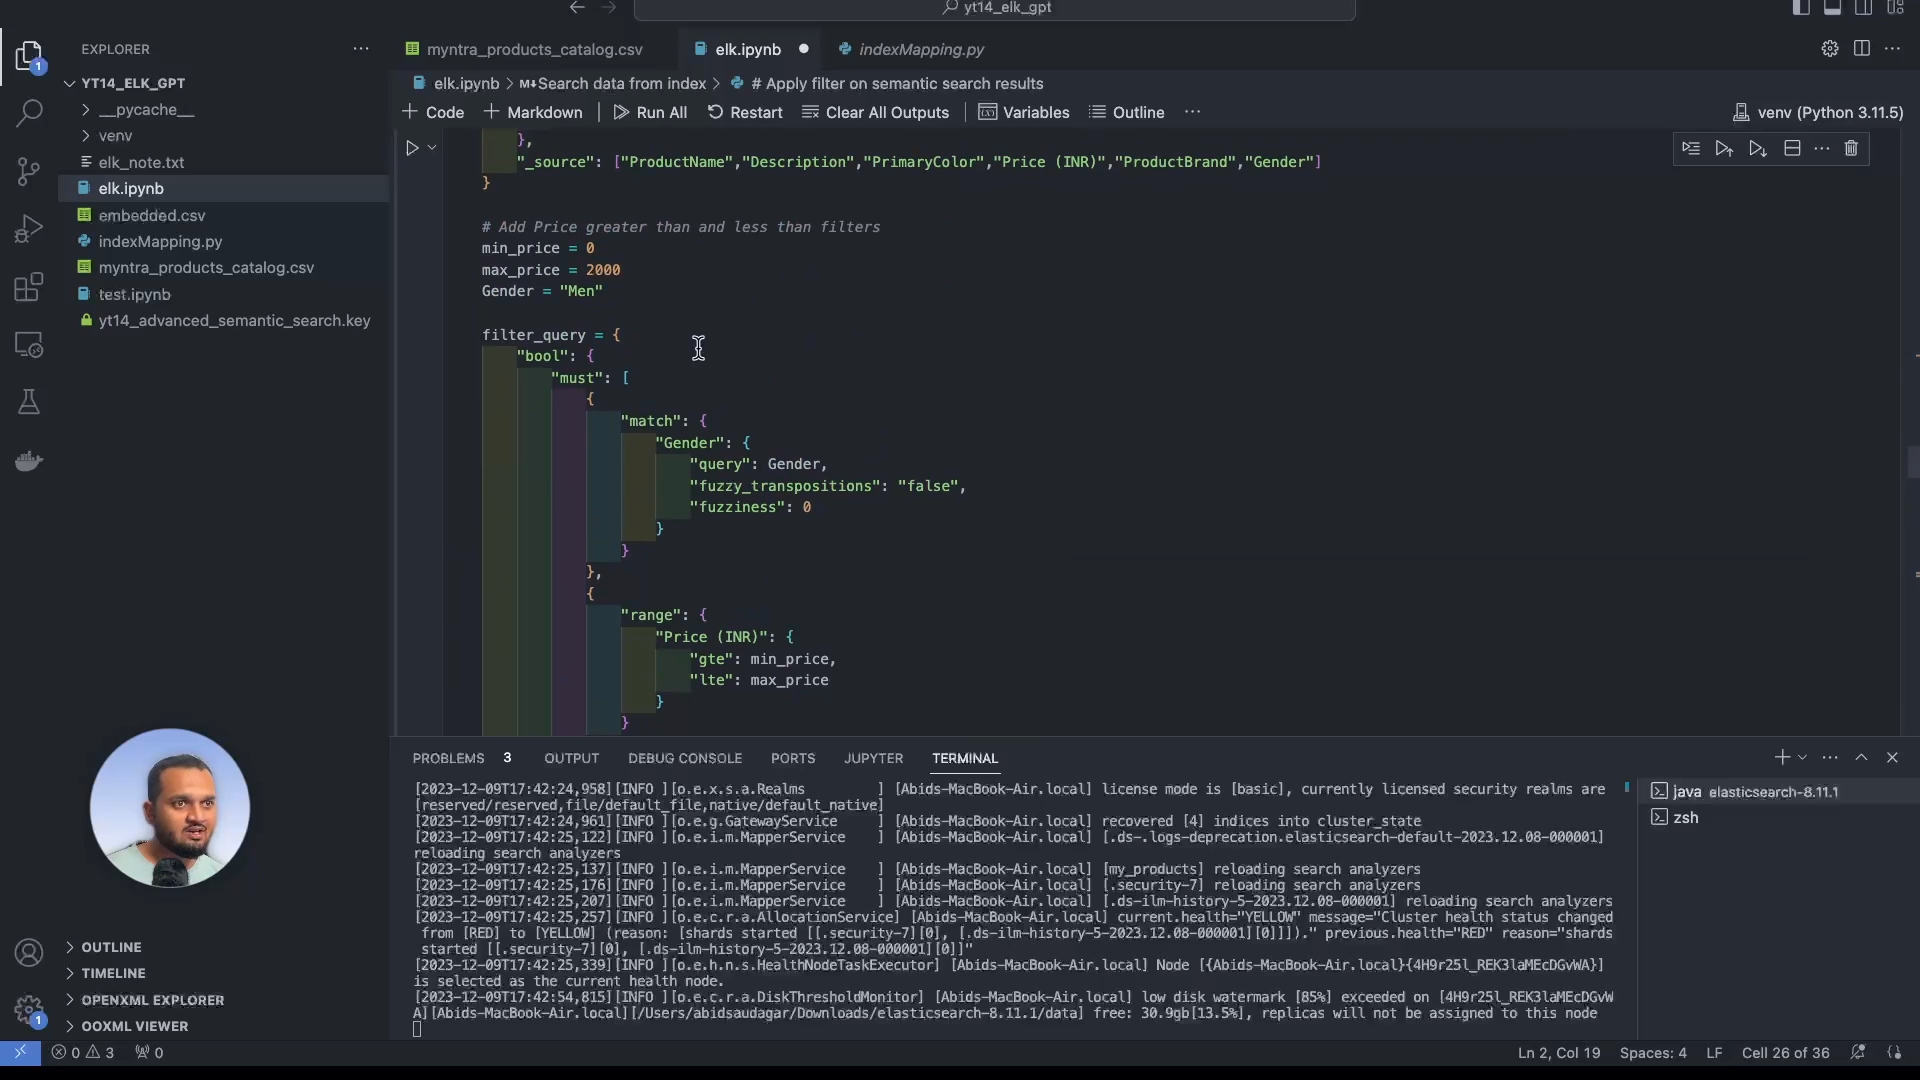 yt14_elk_gpt
EXPLORER
myntra_products_catalog.csv
elk.ipynb
indexMapping.py
YT14_ELK_GPT
__pycache__
venv
elk_note.txt
elk.ipynb
embedded.csv
indexMapping.py
myntra_products_catalog.csv
test.ipynb
yt14_advanced_semantic_search.key
OUTLINE
TIMELINE
OPENXML EXPLORER
OOXML VIEWER
1
1
elk.ipynb > M↓Search data from index > # Apply filter on semantic search results
+ Code + Markdown Run All Restart Clear All Outputs Variables Outline ··· venv (Python 3.11.5)
},
"_source": ["ProductName","Description","PrimaryColor","Price (INR)","ProductBrand","Gender"]
}
# Add Price greater than and less than filters
min_price = 0
max_price = 2000
Gender = "Men"
filter_query = {
"bool": {
"must": [
{
"match": {
"Gender": {
"query": Gender,
"fuzzy_transpositions": "false",
"fuzziness": 0
}
}
},
{
"range": {
"Price (INR)": {
"gte": min_price,
"lte": max_price
}
}
PROBLEMS 3 OUTPUT DEBUG CONSOLE PORTS JUPYTER TERMINAL
[2023-12-09T17:42:24,958][INFO ][o.e.x.s.a.Realms ] [Abids-MacBook-Air.local] license mode is [basic], currently licensed security realms are
[reserved/reserved,file/default_file,native/default_native]
[2023-12-09T17:42:24,961][INFO ][o.e.g.GatewayService ] [Abids-MacBook-Air.local] recovered [4] indices into cluster_state
[2023-12-09T17:42:25,122][INFO ][o.e.i.m.MapperService ] [Abids-MacBook-Air.local] [.ds-.logs-deprecation.elasticsearch-default-2023.12.08-000001]
reloading search analyzers
[2023-12-09T17:42:25,137][INFO ][o.e.i.m.MapperService ] [Abids-MacBook-Air.local] [my_products] reloading search analyzers
[2023-12-09T17:42:25,176][INFO ][o.e.i.m.MapperService ] [Abids-MacBook-Air.local] [.security-7] reloading search analyzers
[2023-12-09T17:42:25,207][INFO ][o.e.i.m.MapperService ] [Abids-MacBook-Air.local] [.ds-ilm-history-5-2023.12.08-000001] reloading search analyzers
[2023-12-09T17:42:25,257][INFO ][o.e.c.r.a.AllocationService] [Abids-MacBook-Air.local] current.health="YELLOW" message="Cluster health status changed
from [RED] to [YELLOW] (reason: [shards started [[.security-7][0], [.ds-ilm-history-5-2023.12.08-000001][0]]])." previous.health="RED" reason="shards
started [[.security-7][0], [.ds-ilm-history-5-2023.12.08-000001][0]]"
[2023-12-09T17:42:25,339][INFO ][o.e.h.n.s.HealthNodeTaskExecutor] [Abids-MacBook-Air.local] Node [{Abids-MacBook-Air.local}{4H9r25l_REK3laMEcDGvWA}]
is selected as the current health node.
[2023-12-09T17:42:54,815][INFO ][o.e.c.r.a.DiskThresholdMonitor] [Abids-MacBook-Air.local] low disk watermark [85%] exceeded on [4H9r25l_REK3laMEcDGvW
A][Abids-MacBook-Air.local][/Users/abidsaudagar/Downloads/elasticsearch-8.11.1/data] free: 30.9gb[13.5%], replicas will not be assigned to this node
java elasticsearch-8.11.1
zsh
0 3 0
Ln 2, Col 19 Spaces: 4 LF Cell 26 of 36